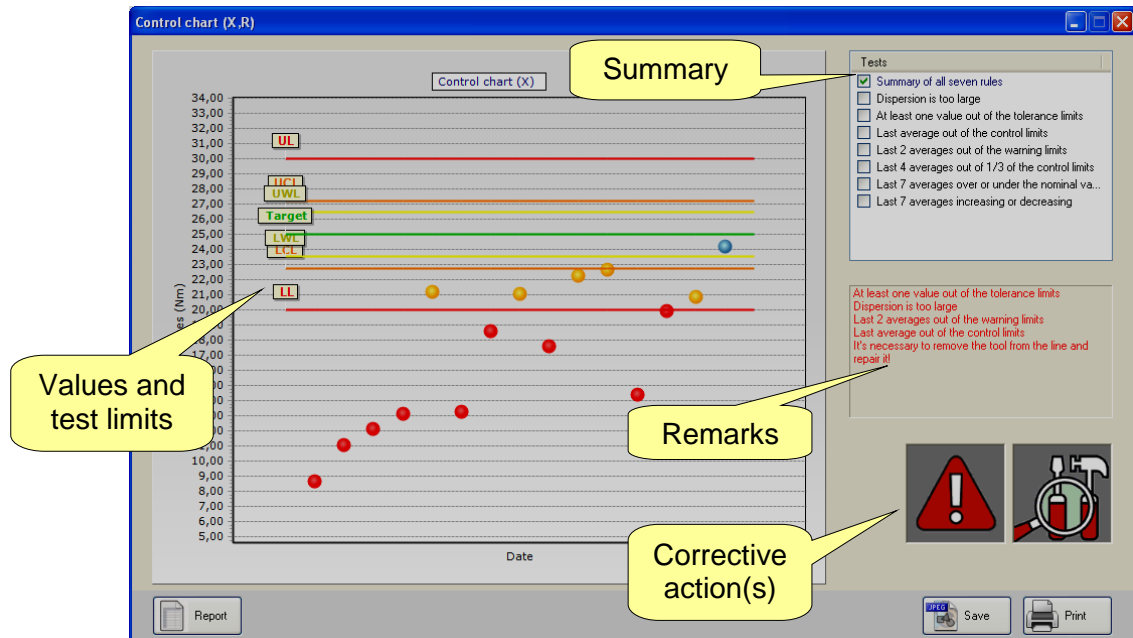 Control chart (X,R)
Summary
Tests
Summary of all seven rules
Dispersion is too large
At least one value out of the tolerance limits
Last average out of the control limits
Last 2 averages out of the warning limits
Last 4 averages out of 1/3 of the control limits
Last 7 averages over or under the nominal va...
Last 7 averages increasing or decreasing
Control chart (X)
34,00
33,00
32,00
31,00
30,00
29,00
28,00
27,00
26,00
25,00
24,00
23,00
22,00
21,00
20,00
10,00
9,00
8,00
7,00
6,00
5,00
UL
UCL
UWL
Target
LWL
LCL
LL
(Nm)
Date
Values and
test limits
At least one value out of the tolerance limits
Dispersion is too large
Last 2 averages out of the warning limits
Last average out of the control limits
It's necessary to remove the tool from the line and
repair it!
Remarks
Corrective
action(s)
Report
JPEG
Save
Print